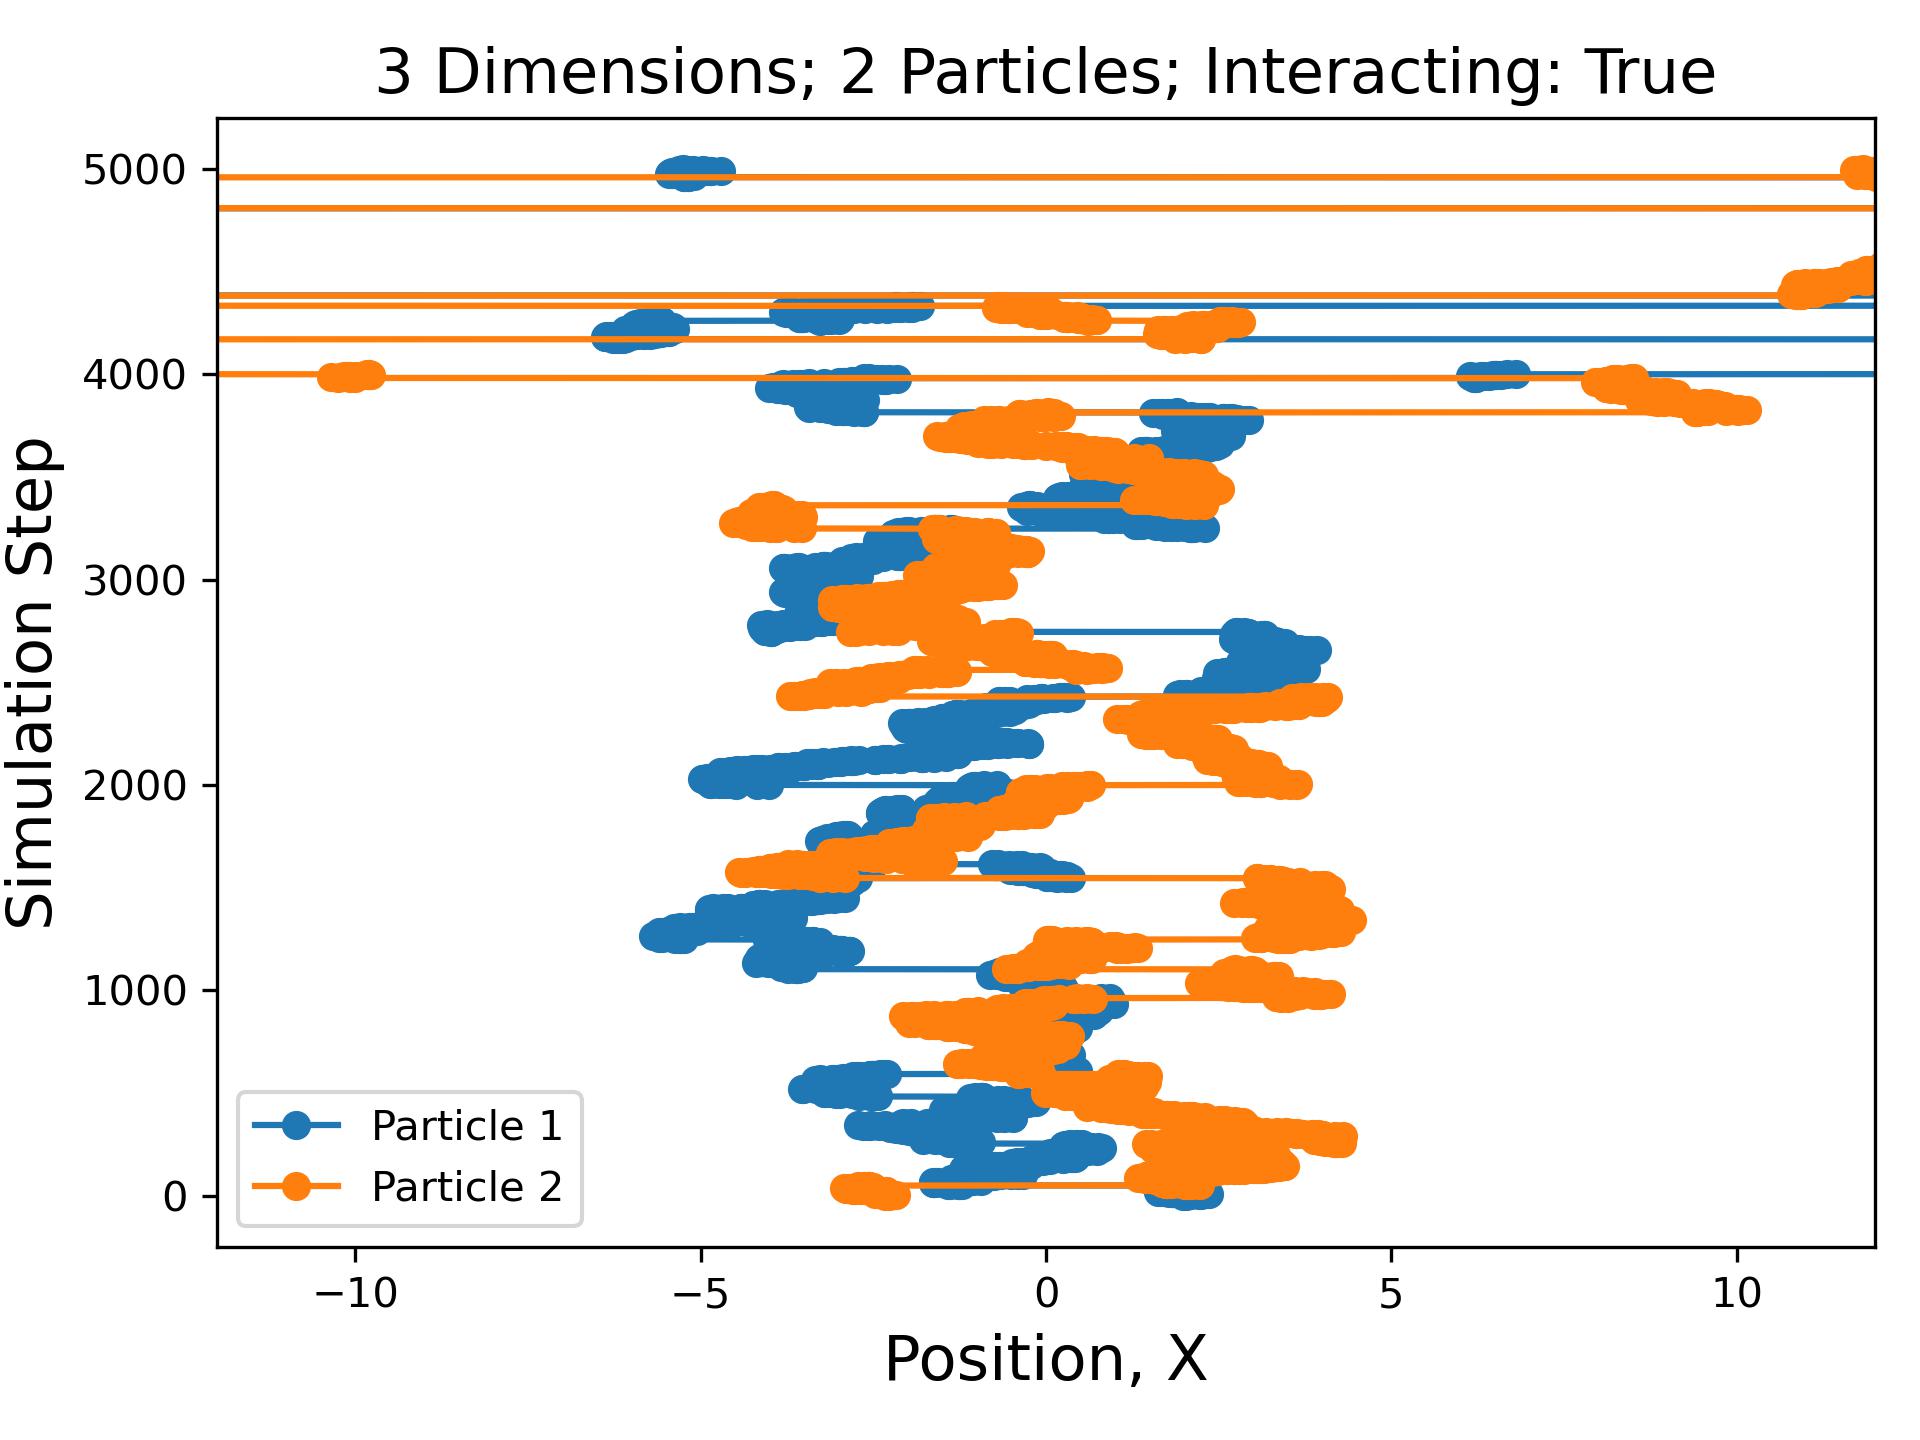 3 Dimensions; 2 Particles; Interacting: True
Simulation Step
5000
4000
3000
2000
1000
0
Particle 1
Particle 2
−10
−5
0
5
10
Position, X